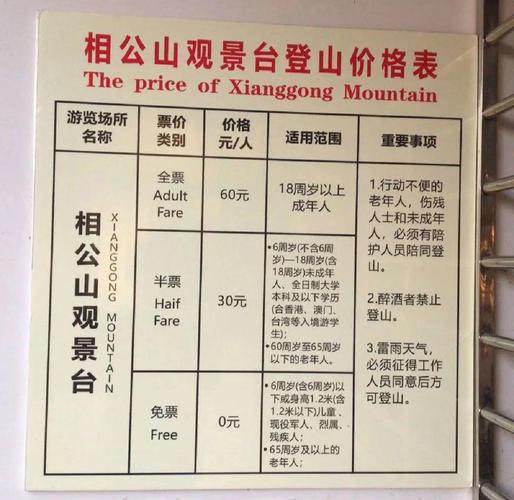 相公山观景台登山价格表
The price of Xianggong Mountain
游览场所
名称
票价
类别
价格
元/人
适用范围
重要事项
相公山观景台
XIANGGONG MOUNTAIN
全票
Adult
Fare
60元
18周岁以上
成年人
半票
Haif
Fare
30元
•6周岁(不含6周
岁)—18周岁(含
18周岁)未成年
人、全日制大学
本科及以下学历
(含香港、澳门、
台湾等入境游学
生);
•60周岁至65周岁
以下的老年人。
免票
Free
0元
•6周岁(含6周岁)以
下或身高1.2米(含
1.2米以下)儿童、
现役军人、烈属、
残疾人;
•65周岁及以上的
老年人;
1.行动不便的
老年人，伤残
人士和未成年
人，必须有陪
护人员陪同登
山。
2.醉酒者禁止
登山。
3.雷雨天气，
必须征得工作
人员同意后方
可登山。